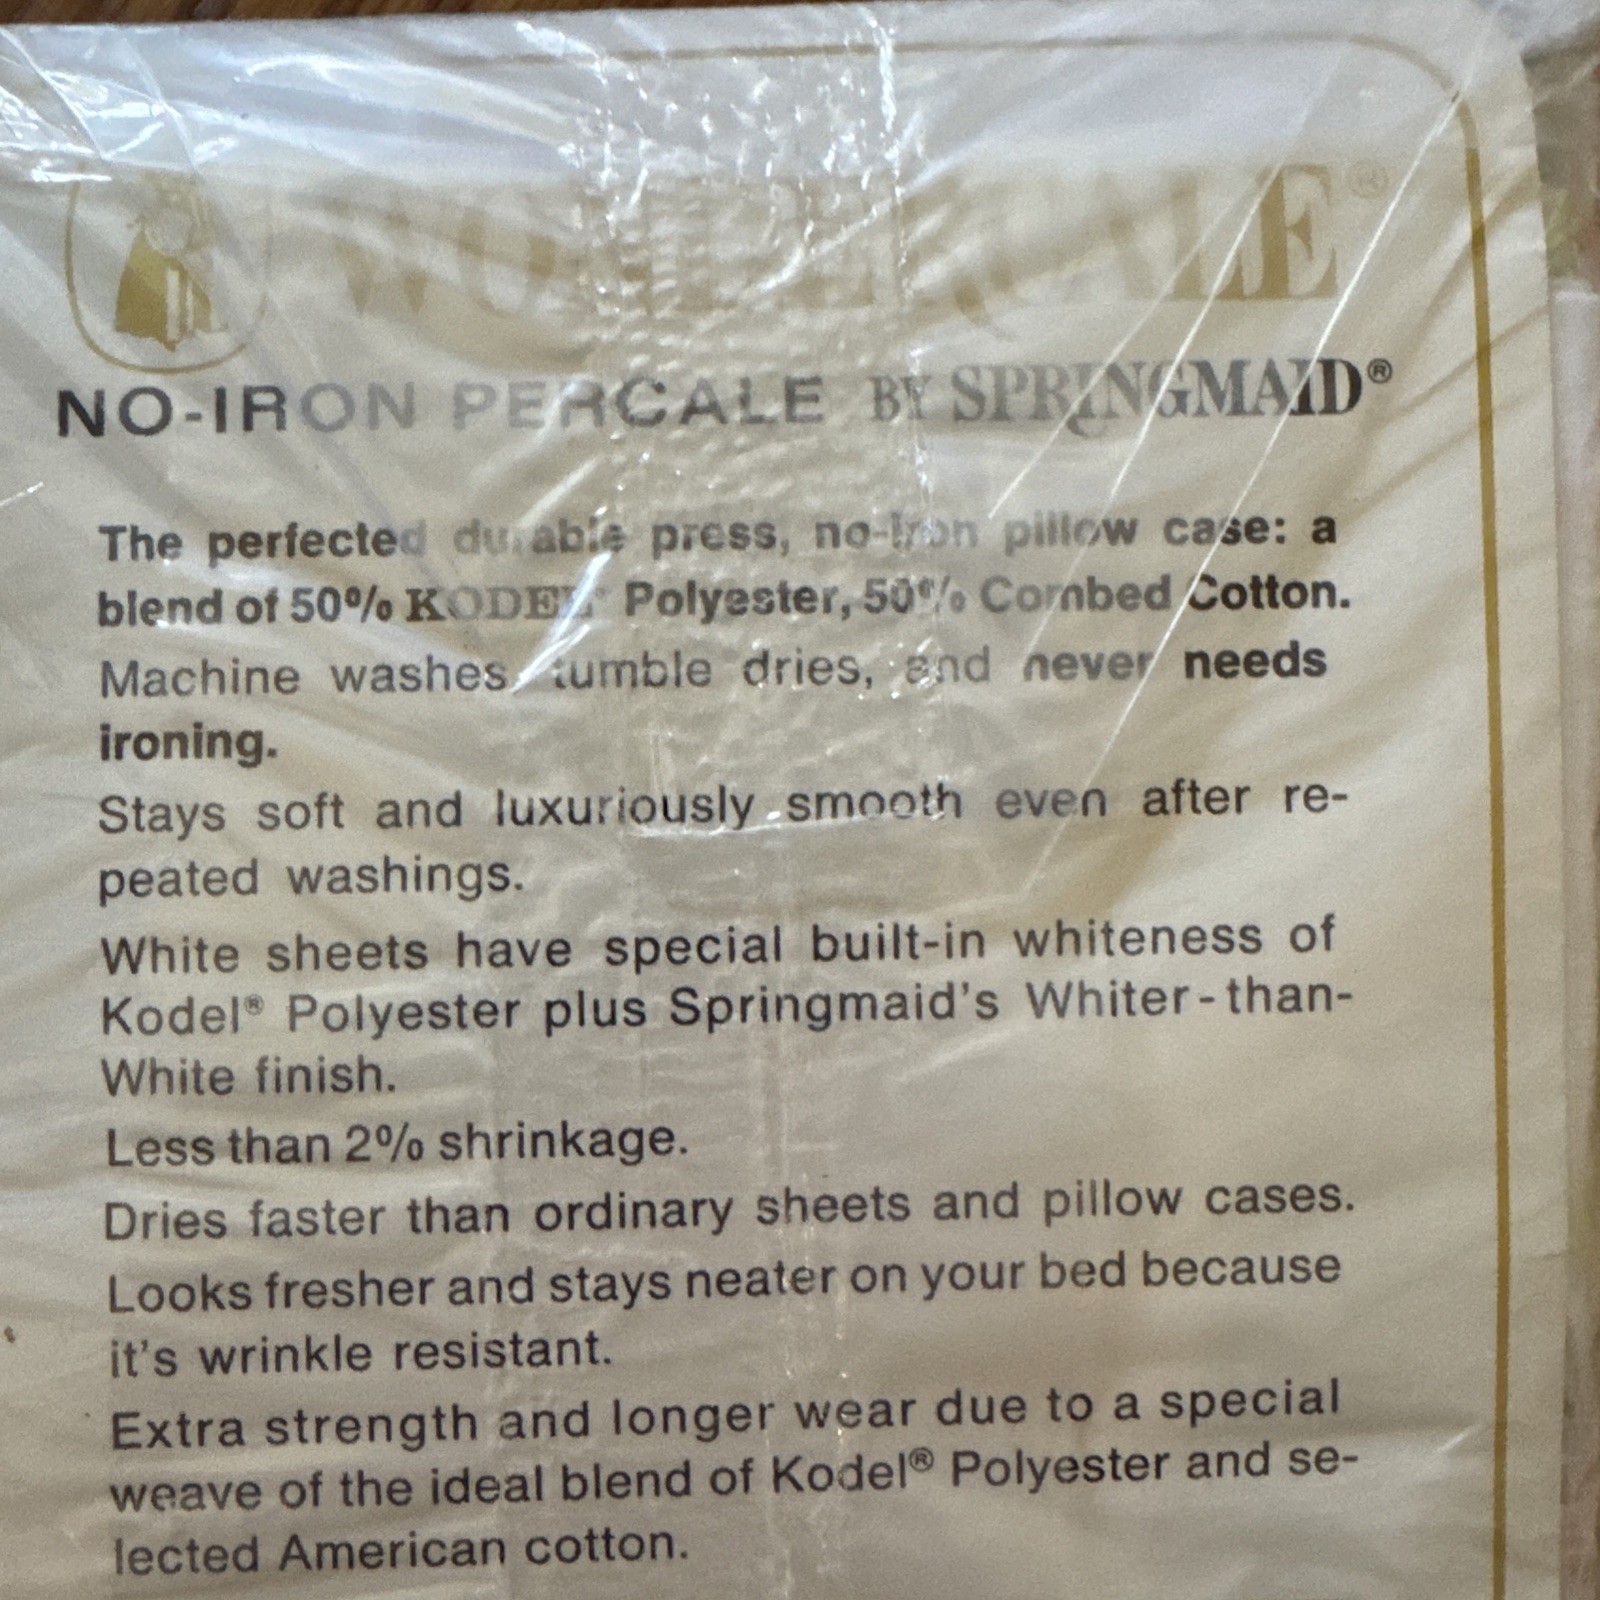 WONDERCALE®
NO-IRON PERCALE BY SPRINGMAID®
The perfected durable press, no-iron pillow case: a
blend of 50% KODEL® Polyester, 50% Combed Cotton.
Machine washes, tumble dries, and never needs
ironing.
Stays soft and luxuriously smooth even after re-
peated washings.
White sheets have special built-in whiteness of
Kodel® Polyester plus Springmaid's Whiter-than-
White finish.
Less than 2% shrinkage.
Dries faster than ordinary sheets and pillow cases.
Looks fresher and stays neater on your bed because
it's wrinkle resistant.
Extra strength and longer wear due to a special
weave of the ideal blend of Kodel® Polyester and se-
lected American cotton.